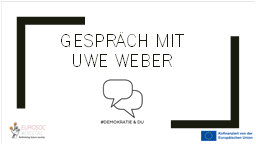 GESPRÄCH MIT
UWE WEBER
#DEMOKRATIE & DU
Kofinanziert von der
Europäischen Union